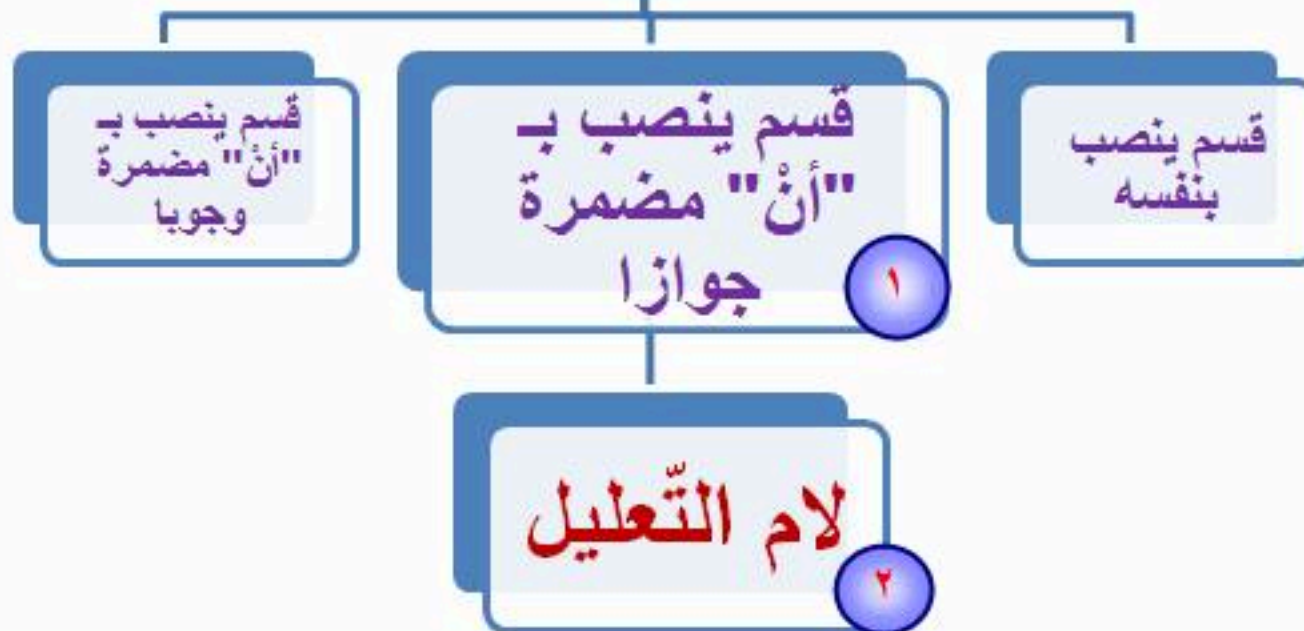 قسم ينصب
بنفسه
قسم ينصب بـ
"أنْ" مضمرة
جوازا
١
قسم ينصب بـ
"أنْ" مضمرة
وجوبا
لام التّعليل
٢